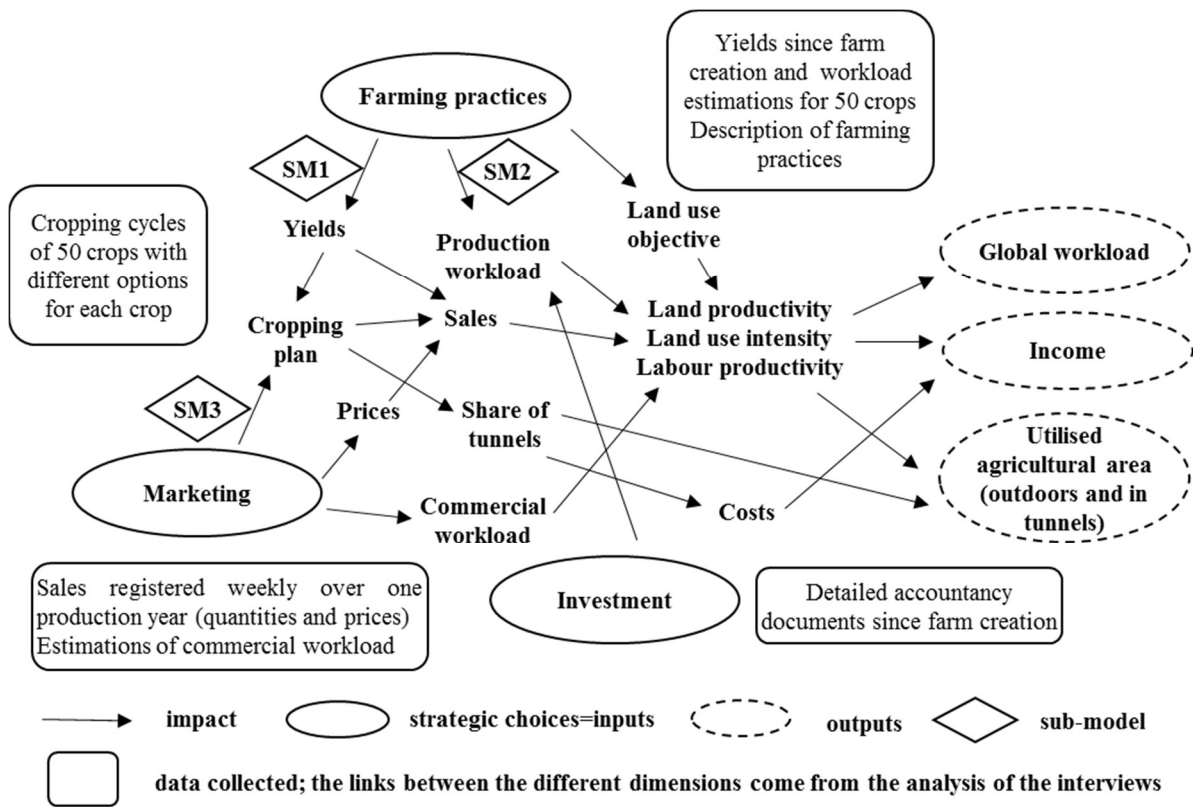 Farming practices
Yields since farm
creation and workload
estimations for 50 crops
Description of farming
practices
SM1
SM2
Cropping cycles
of 50 crops with
different options
for each crop
Yields
Production
workload
Land use
objective
Global workload
Cropping
plan
Sales
Land productivity
Land use intensity
Labour productivity
Income
SM3
Prices
Share of
tunnels
Utilised
agricultural area
(outdoors and in
tunnels)
Marketing
Commercial
workload
Costs
Sales registered weekly over one
production year (quantities and prices)
Estimations of commercial workload
Investment
Detailed accountancy
documents since farm creation
impact
strategic choices=inputs
outputs
sub-model
data collected; the links between the different dimensions come from the analysis of the interviews